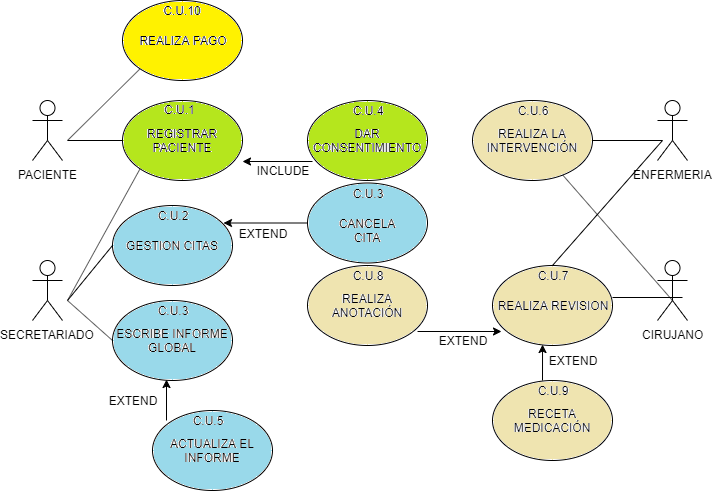 C.U.10
REALIZA PAGO
C.U.1
REGISTRAR
PACIENTE
C.U.4
DAR
CONSENTIMIENTO
C.U.6
REALIZA LA
INTERVENCIÓN
PACIENTE
INCLUDE
ENFERMERIA
C.U.2
GESTION CITAS
EXTEND
C.U.3
CANCELA
CITA
C.U.8
REALIZA
ANOTACIÓN
C.U.7
REALIZA REVISION
SECRETARIADO
C.U.3
ESCRIBE INFORME
GLOBAL
EXTEND
CIRUJANO
EXTEND
EXTEND
C.U.9
RECETA
MEDICACIÓN
C.U.5
ACTUALIZA EL
INFORME